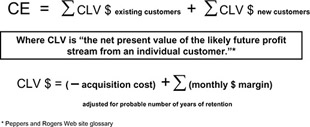 CE = ∑ CLV $ existing customers + ∑ CLV $ new customers
Where CLV is “the net present value of the likely future profit
stream from an individual customer.”*
CLV $ = (– acquisition cost) + ∑ (monthly $ margin)
adjusted for probable number of years of retention
* Peppers and Rogers Web site glossary